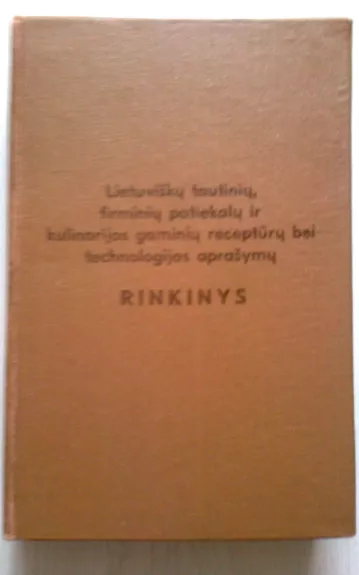 Lietuviškų tautinių,
firminių patiekalų ir
kulinarijos gaminių receptūrų bei
technologijos aprašymų
RINKINYS